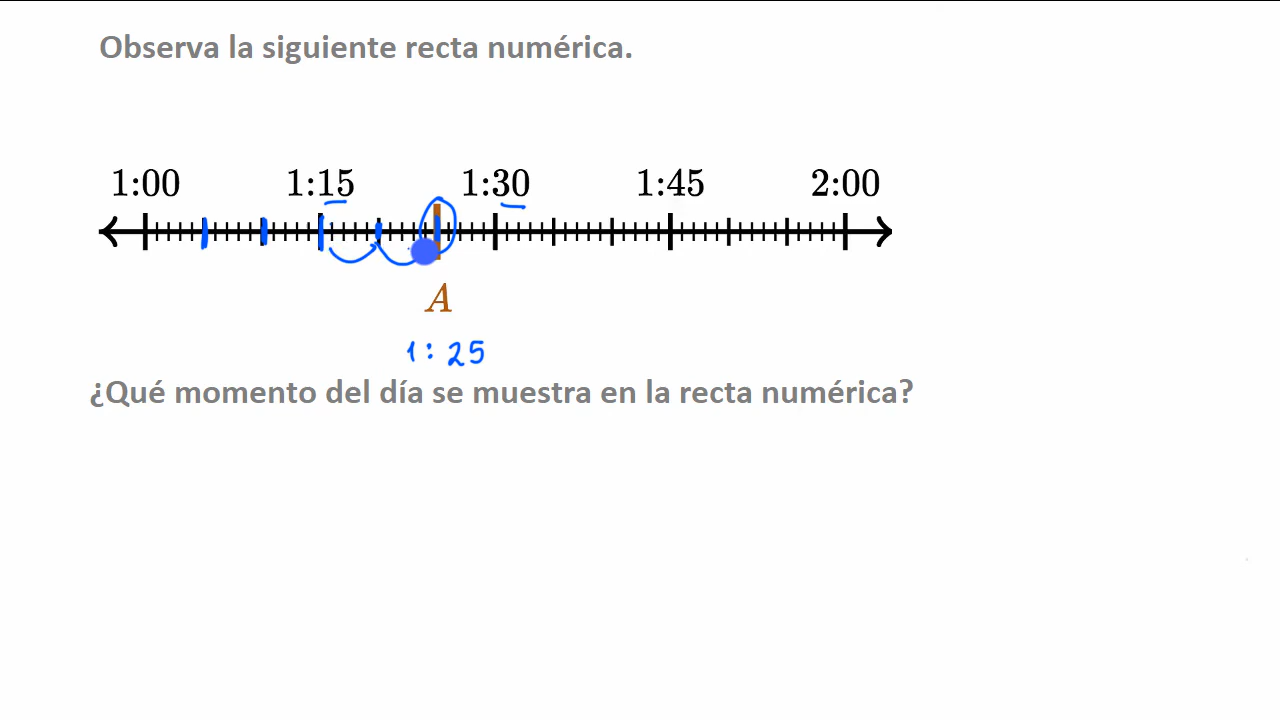 Observa la siguiente recta numérica.
1:00 1:15 1:30 1:45 2:00
A
1:25
¿Qué momento del día se muestra en la recta numérica?